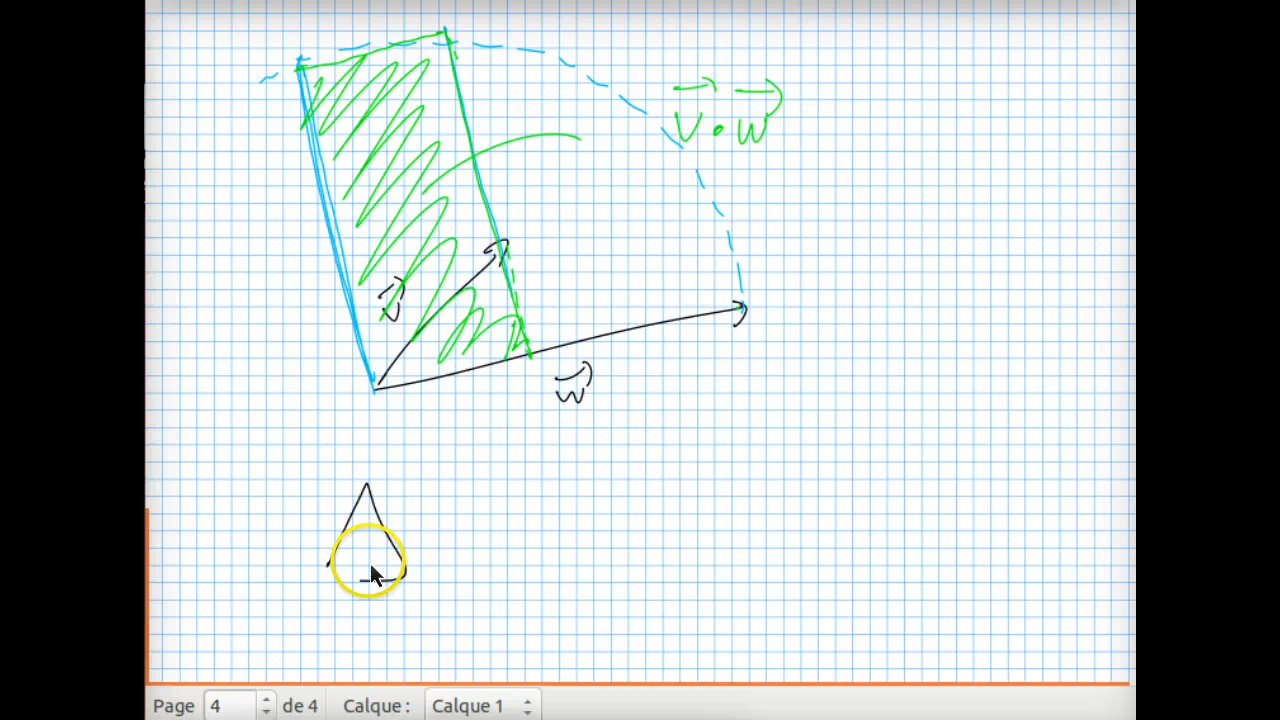 v⃗ • w⃗
v⃗
w⃗
Page 4 de 4 Calque : Calque 1